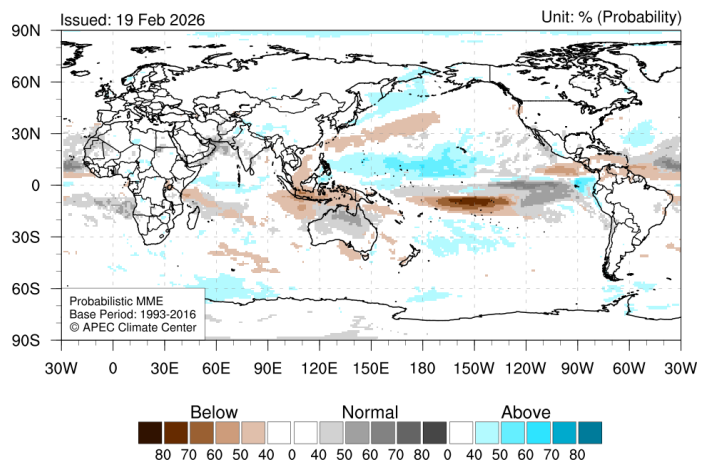 Issued: 19 Feb 2026 Unit: % (Probability)
90N
60N
30N
0
30S
60S
90S
Probabilistic MME
Base Period: 1993-2016
© APEC Climate Center
30W 0 30E 60E 90E 120E 150E 180 150W 120W 90W 60W 30W
Below Normal Above
80 70 60 50 40 0 40 50 60 70 80 0 40 50 60 70 80